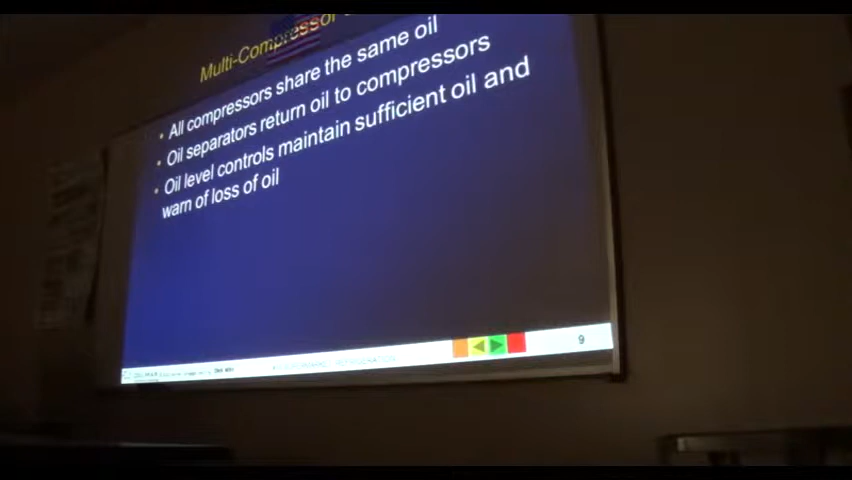 Multi-Compressor
• All compressors share the same oil
• Oil separators return oil to compressors
• Oil level controls maintain sufficient oil and
warn of loss of oil
9